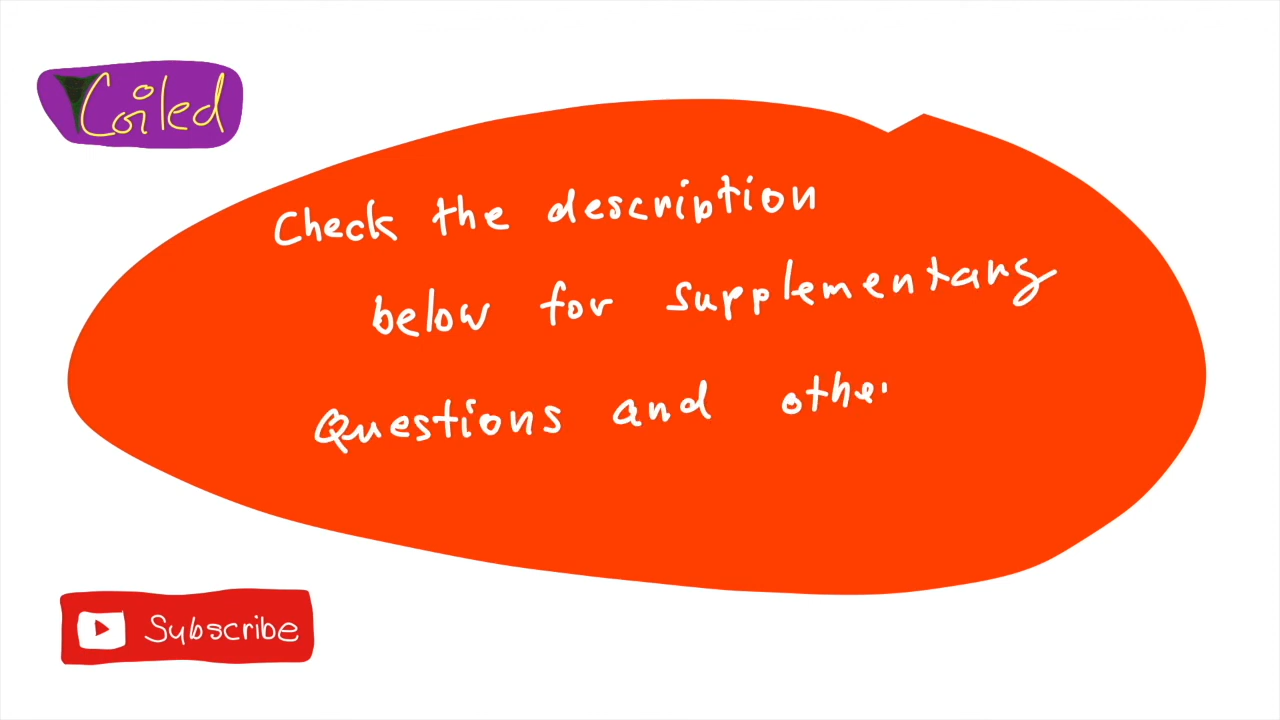 Coiled
Check the description
below for supplementary
Questions and othe
Subscribe